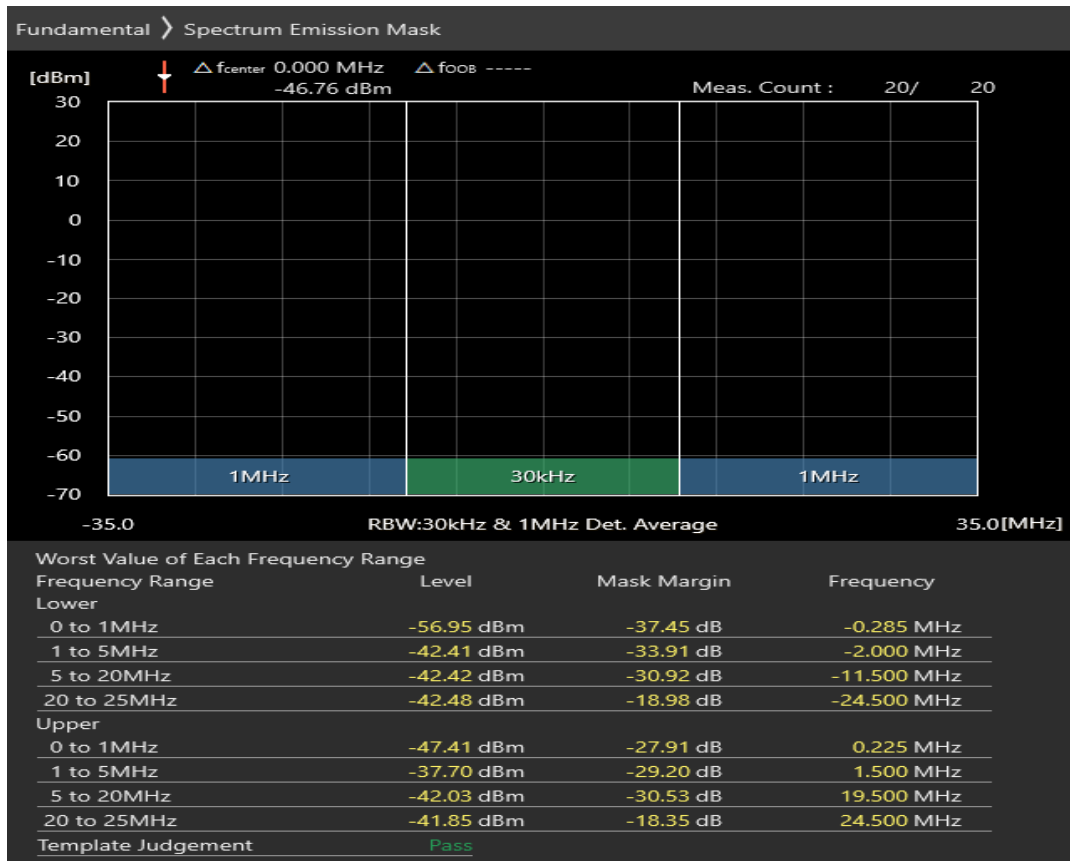 Fundamental 〉 Spectrum Emission Mask
[dBm] △ fcenter 0.000 MHz △ fOOB -----
-46.76 dBm Meas. Count : 20/ 20
30
20
10
0
-10
-20
-30
-40
-50
-60
1MHz 30kHz 1MHz
-70
-35.0 RBW:30kHz & 1MHz Det. Average 35.0[MHz]
Worst Value of Each Frequency Range
Frequency Range Level Mask Margin Frequency
Lower
0 to 1MHz -56.95 dBm -37.45 dB -0.285 MHz
1 to 5MHz -42.41 dBm -33.91 dB -2.000 MHz
5 to 20MHz -42.42 dBm -30.92 dB -11.500 MHz
20 to 25MHz -42.48 dBm -18.98 dB -24.500 MHz
Upper
0 to 1MHz -47.41 dBm -27.91 dB 0.225 MHz
1 to 5MHz -37.70 dBm -29.20 dB 1.500 MHz
5 to 20MHz -42.03 dBm -30.53 dB 19.500 MHz
20 to 25MHz -41.85 dBm -18.35 dB 24.500 MHz
Template Judgement Pass